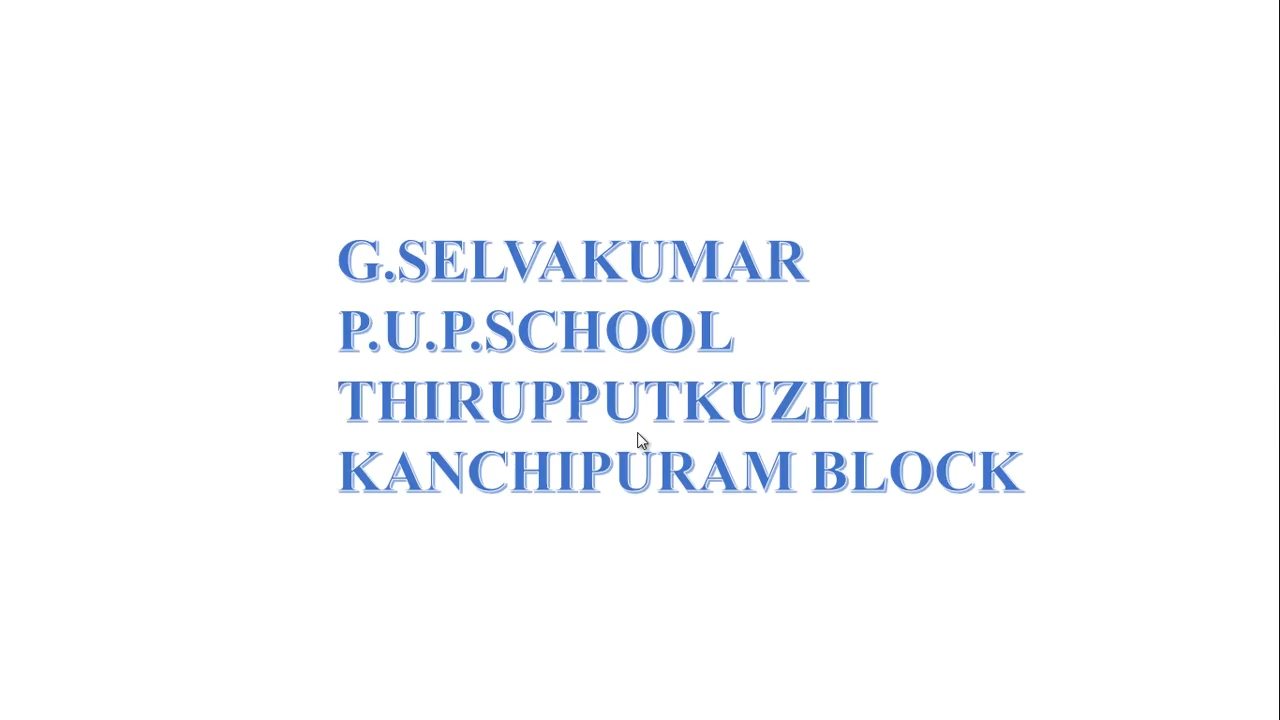 G.SELVAKUMAR
P.U.P.SCHOOL
THIRUPPUTKUZHI
KANCHIPURAM BLOCK